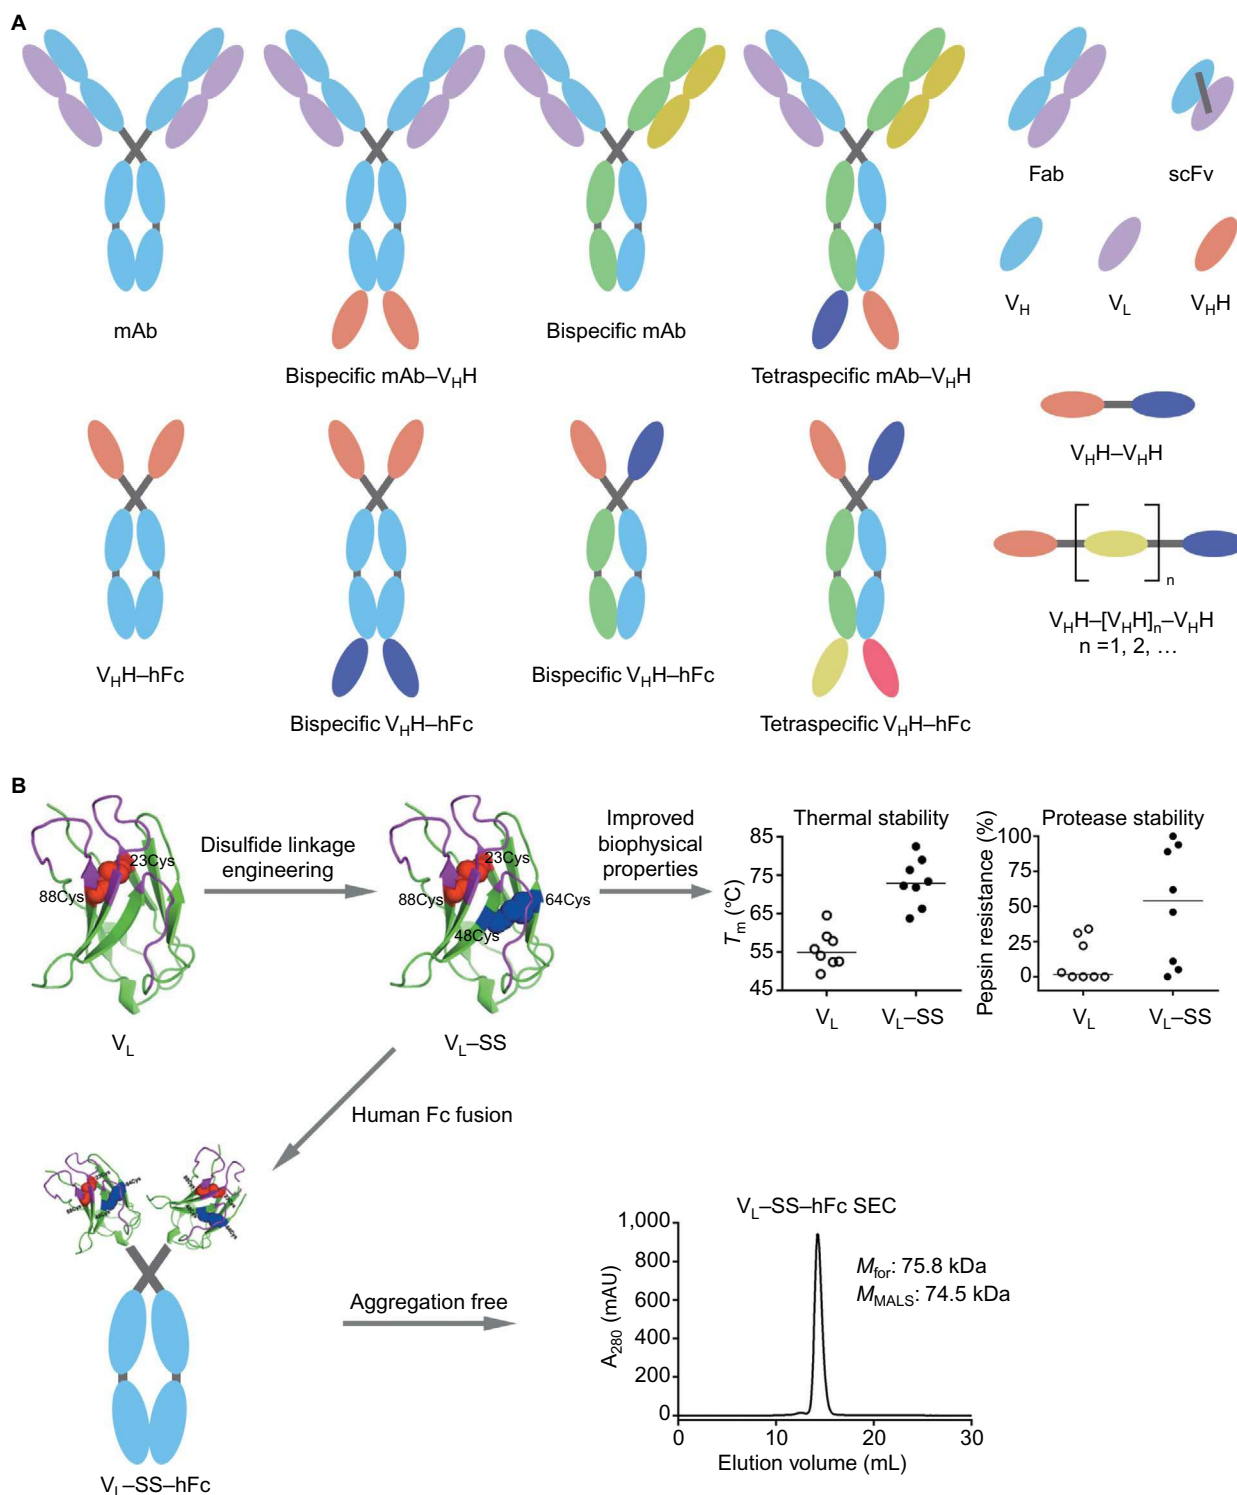 A
mAb
Bispecific mAb–VHH
Bispecific mAb
Tetraspecific mAb–VHH
Fab
scFv
VH
VL
VHH
VHH–VHH
n
VHH–[VHH]n–VHH
n =1, 2, …
VHH–hFc
Bispecific VHH–hFc
Bispecific VHH–hFc
Tetraspecific VHH–hFc
B
23Cys
88Cys
VL
Disulfide linkage
engineering
23Cys
88Cys
64Cys
48Cys
VL–SS
Improved
biophysical
properties
Thermal stability
85
75
65
55
45
Tm (°C)
VL
VL–SS
Protease stability
100
75
50
25
0
Pepsin resistance (%)
VL
VL–SS
Human Fc fusion
88Cys
23Cys
64Cys
48Cys
VL–SS–hFc
Aggregation free
VL–SS–hFc SEC
1,000
800
600
400
200
0
A280 (mAU)
Mfor: 75.8 kDa
MMALS: 74.5 kDa
0
10
20
30
Elution volume (mL)